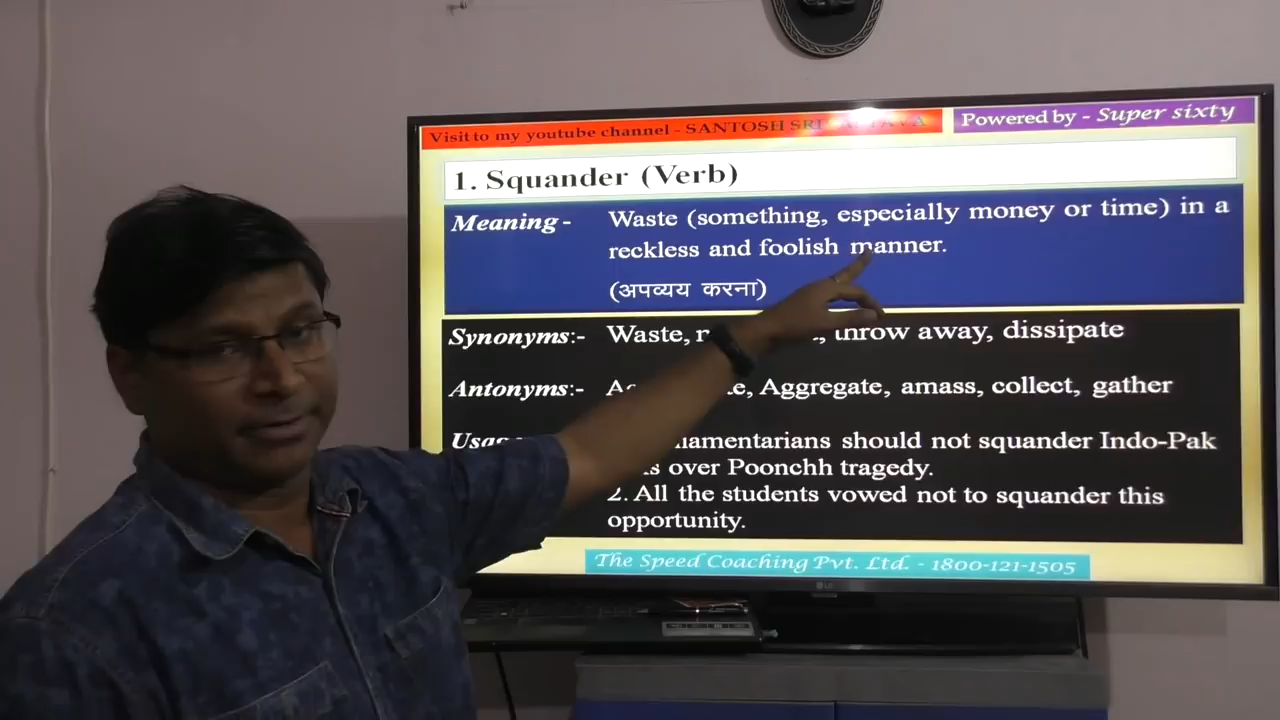 Visit to my youtube channel - SANTOSH
Powered by - Super sixty
1. Squander (Verb)
Meaning - Waste (something, especially money or time) in a
reckless and foolish manner.
(अपव्यय करना)
Synonyms:- Waste, throw away, dissipate
Antonyms:- Aggregate, amass, collect, gather
should not squander Indo-Pak
over Poonchh tragedy.
2. All the students vowed not to squander this
opportunity.
The Speed Coaching Pvt. Ltd. - 1800-121-1505
LG